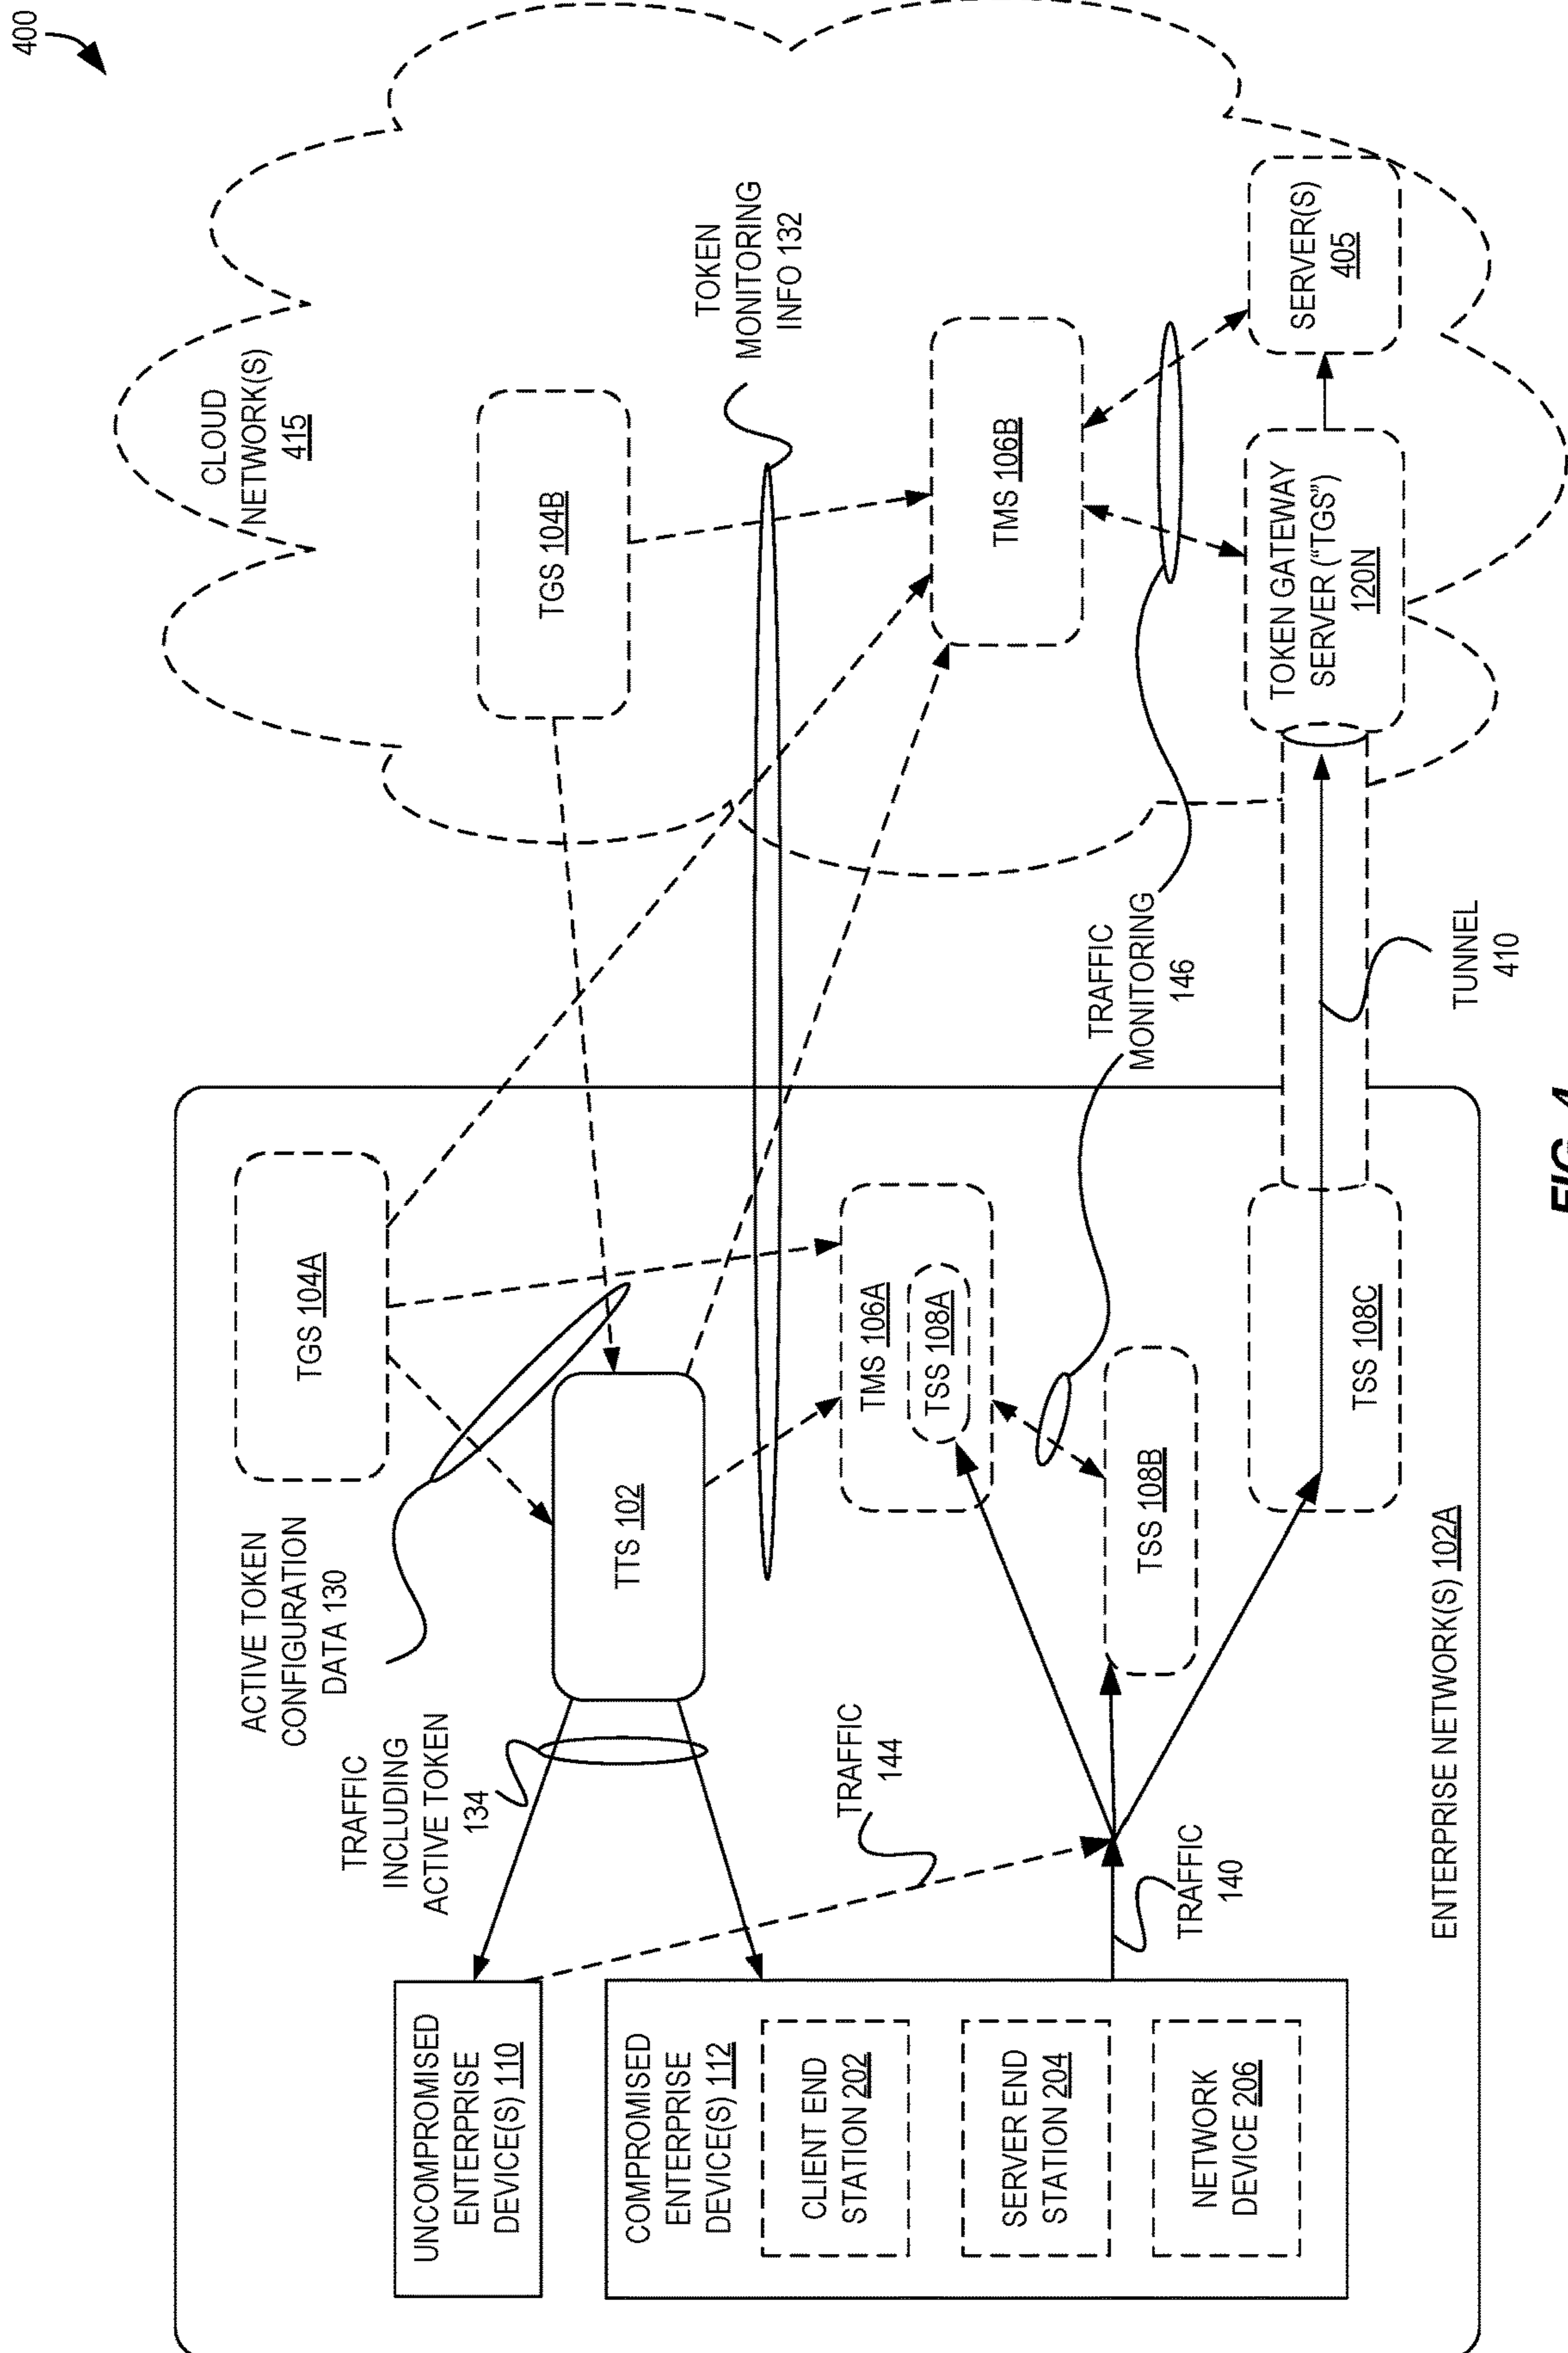 400
CLOUD
NETWORK(S)
415
TGS 104B
TOKEN
MONITORING
INFO 132
TMS 106B
SERVER(S)
405
TOKEN GATEWAY
SERVER (“TGS”)
120N
TRAFFIC
MONITORING
146
TUNNEL
410
TGS 104A
ACTIVE TOKEN
CONFIGURATION
DATA 130
TTS 102
TMS 106A
TSS 108A
TSS 108B
TSS 108C
TRAFFIC
INCLUDING
ACTIVE TOKEN
134
TRAFFIC
144
TRAFFIC
140
UNCOMPROMISED
ENTERPRISE
DEVICE(S) 110
COMPROMISED
ENTERPRISE
DEVICE(S) 112
CLIENT END
STATION 202
SERVER END
STATION 204
NETWORK
DEVICE 206
ENTERPRISE NETWORK(S) 102A
FIG. 4